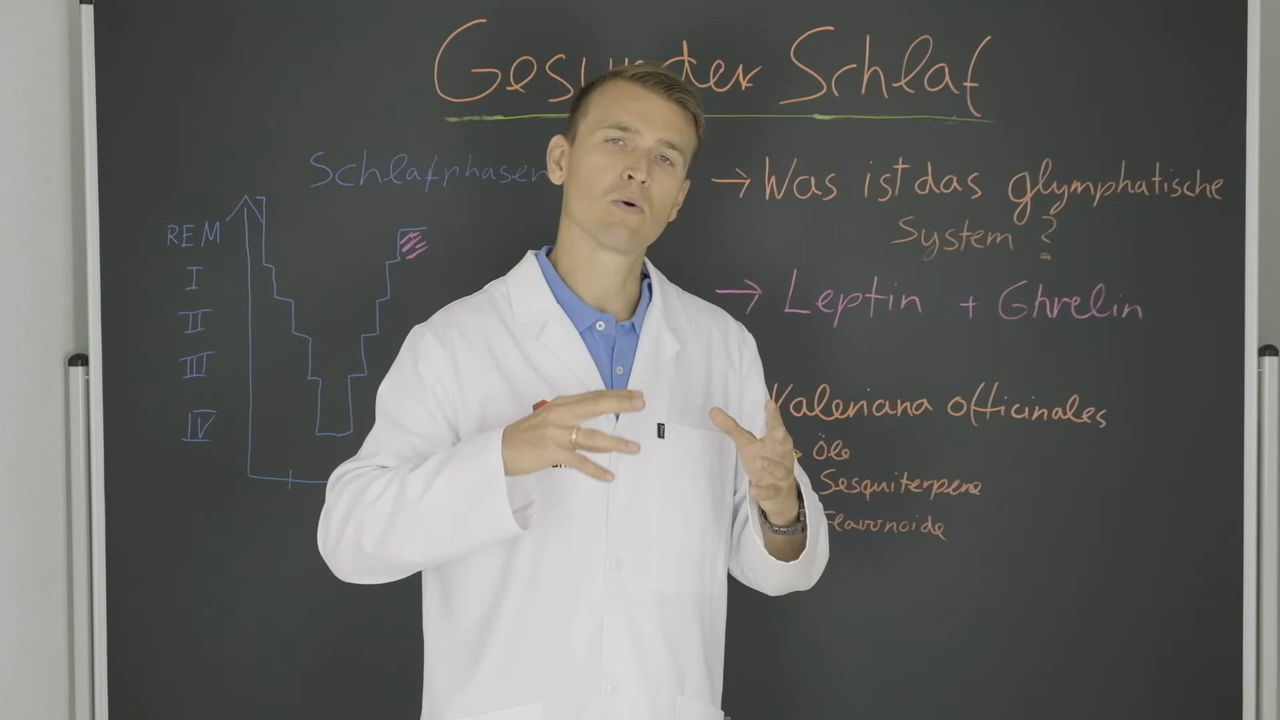 Gesunder Schlaf
Schlafphasen
REM
I
II
III
IV
→ Was ist das glymphatische
System ?
→ Leptin + Ghrelin
Valeriana officinales
Öle
Sesquiterpene
Flavonoide